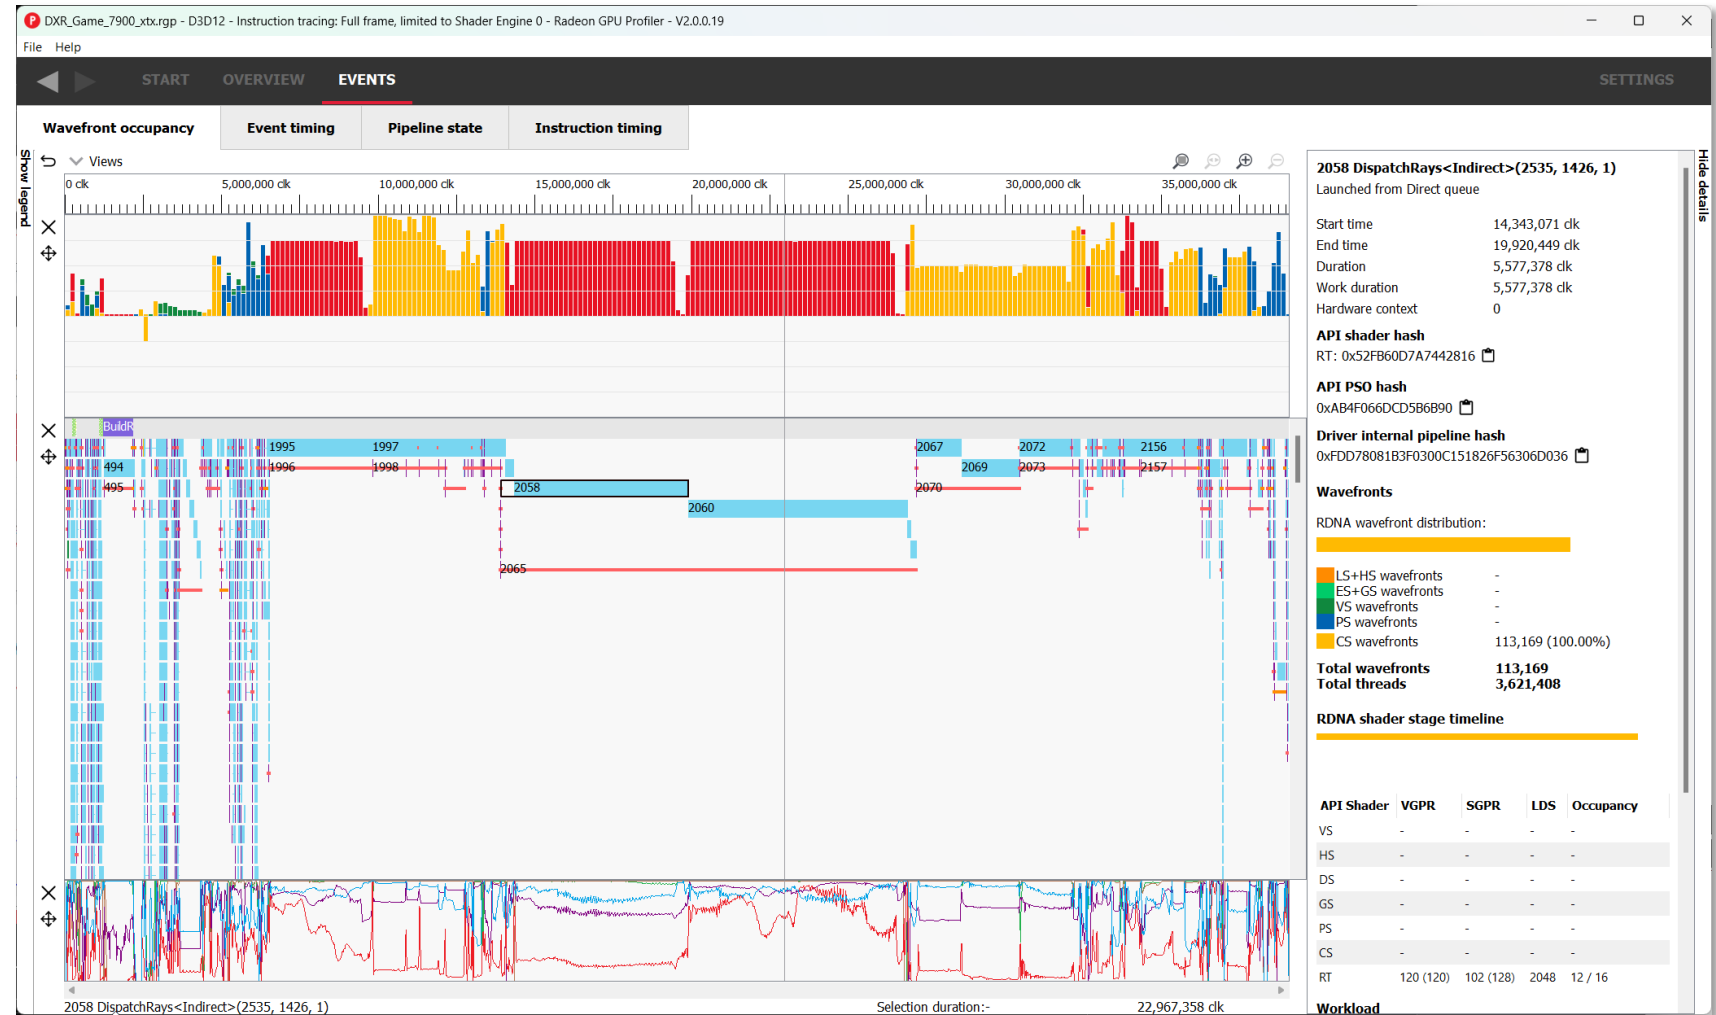 DXR_Game_7900_xtx.rgp - D3D12 - Instruction tracing: Full frame, limited to Shader Engine 0 - Radeon GPU Profiler - V2.0.0.19
File Help
START OVERVIEW EVENTS SETTINGS
Wavefront occupancy Event timing Pipeline state Instruction timing
Show legend
Views
0 clk 5,000,000 clk 10,000,000 clk 15,000,000 clk 20,000,000 clk 25,000,000 clk 30,000,000 clk 35,000,000 clk
BuildR
1995 1997 2067 2072 2156
494 1996 1998 2069 2073 2157
495 2058 2070
2060
2065
2058 DispatchRays<Indirect>(2535, 1426, 1)
Selection duration:-
22,967,358 clk
Hide details
2058 DispatchRays<Indirect>(2535, 1426, 1)
Launched from Direct queue
Start time 14,343,071 clk
End time 19,920,449 clk
Duration 5,577,378 clk
Work duration 5,577,378 clk
Hardware context 0
API shader hash
RT: 0x52FB60D7A7442816
API PSO hash
0xAB4F066DCD5B6B90
Driver internal pipeline hash
0xFDD78081B3F0300C151826F56306D036
Wavefronts
RDNA wavefront distribution:
LS+HS wavefronts -
ES+GS wavefronts -
VS wavefronts -
PS wavefronts -
CS wavefronts 113,169 (100.00%)
Total wavefronts 113,169
Total threads 3,621,408
RDNA shader stage timeline
API Shader VGPR SGPR LDS Occupancy
VS - - - -
HS - - - -
DS - - - -
GS - - - -
PS - - - -
CS - - - -
RT 120 (120) 102 (128) 2048 12 / 16
Workload